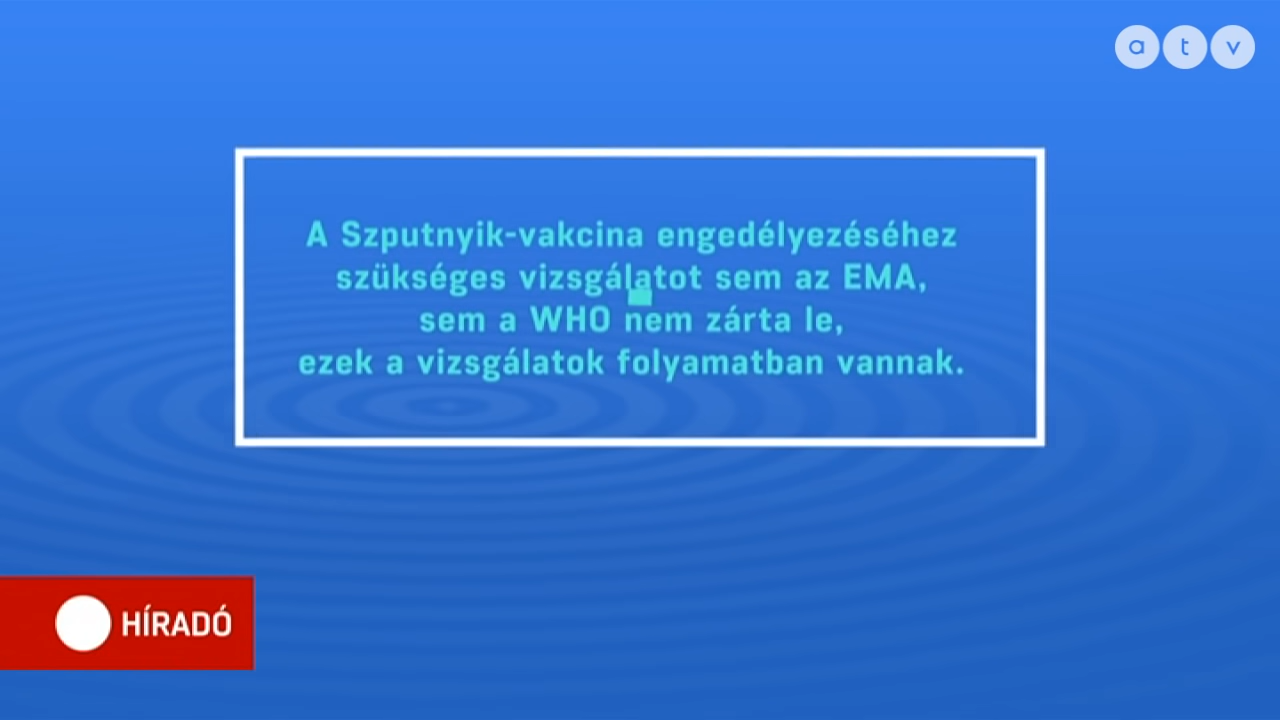 atv
A Szputnyik-vakcina engedélyezéséhez
szükséges vizsgálatot sem az EMA,
sem a WHO nem zárta le,
ezek a vizsgálatok folyamatban vannak.
HÍRADÓ